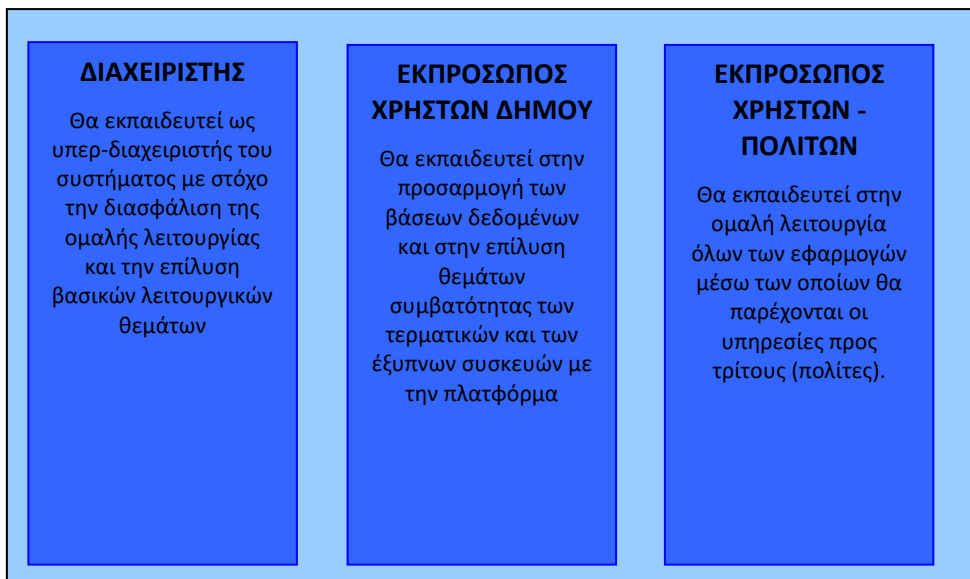 ΔΙΑΧΕΙΡΙΣΤΗΣ
Θα εκπαιδευτεί ως
υπερ-διαχειριστής του
συστήματος με στόχο
την διασφάλιση της
ομαλής λειτουργίας
και την επίλυση
βασικών λειτουργικών
θεμάτων
ΕΚΠΡΟΣΩΠΟΣ
ΧΡΗΣΤΩΝ ΔΗΜΟΥ
Θα εκπαιδευτεί στην
προσαρμογή των
βάσεων δεδομένων
και στην επίλυση
θεμάτων
συμβατότητας των
τερματικών και των
έξυπνων συσκευών με
την πλατφόρμα
ΕΚΠΡΟΣΩΠΟΣ
ΧΡΗΣΤΩΝ -
ΠΟΛΙΤΩΝ
Θα εκπαιδευτεί στην
ομαλή λειτουργία
όλων των εφαρμογών
μέσω των οποίων θα
παρέχονται οι
υπηρεσίες προς
τρίτους (πολίτες).